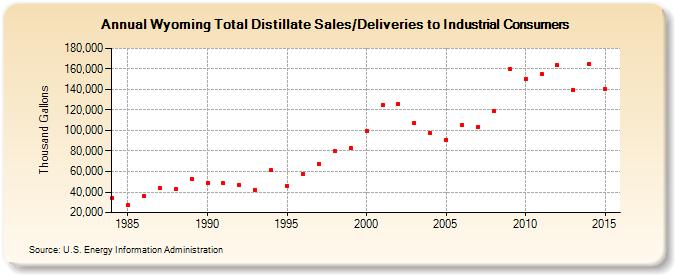 Annual Wyoming Total Distillate Sales/Deliveries to Industrial Consumers
Thousand Gallons
180,000
160,000
140,000
120,000
100,000
80,000
60,000
40,000
20,000
1985 1990 1995 2000 2005 2010 2015
Source: U.S. Energy Information Administration